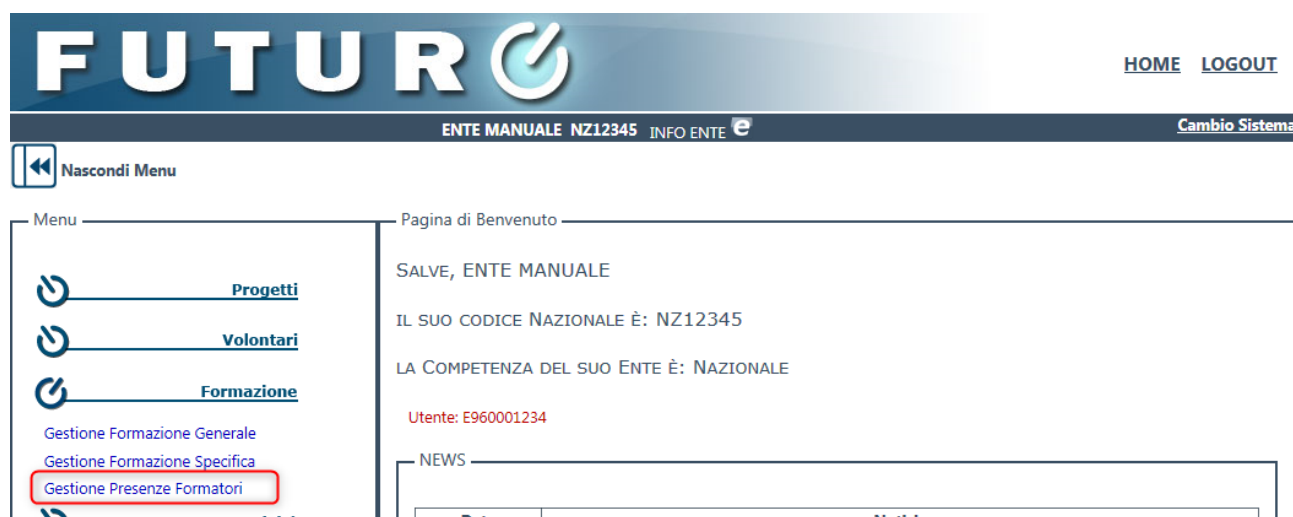 FUTURO
HOME LOGOUT
ENTE MANUALE NZ12345 INFO ENTE
Cambio Sistema
Nascondi Menu
Menu
Progetti
Volontari
Formazione
Gestione Formazione Generale
Gestione Formazione Specifica
Gestione Presenze Formatori
Pagina di Benvenuto
SALVE, ENTE MANUALE
IL SUO CODICE NAZIONALE È: NZ12345
LA COMPETENZA DEL SUO ENTE È: NAZIONALE
Utente: E960001234
NEWS